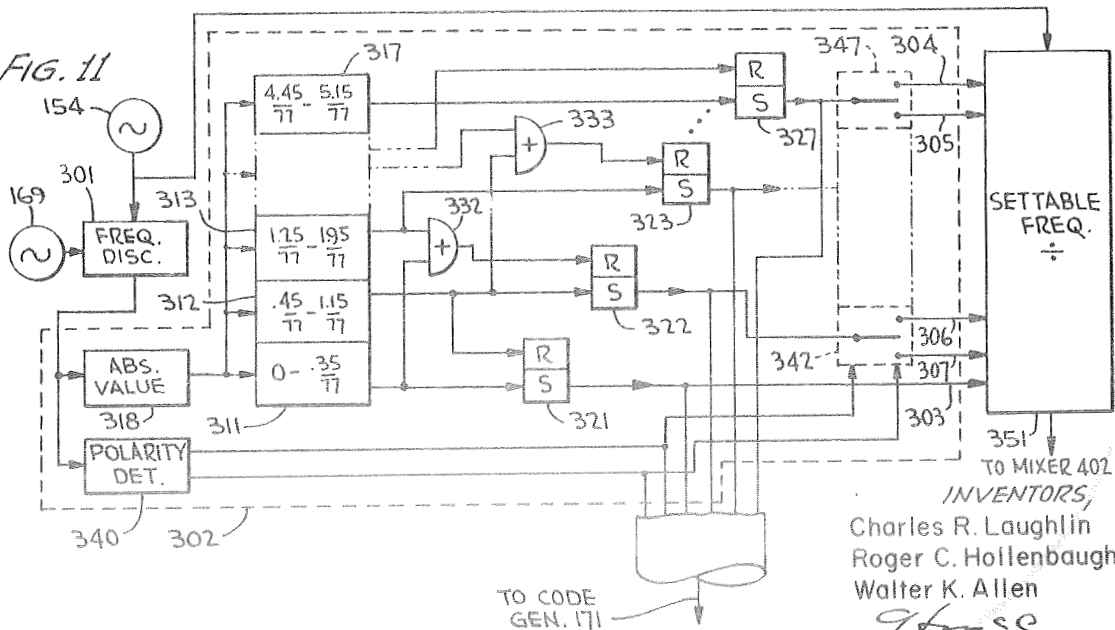 FIG. 11
154
169
301
FREQ.
DISC.
317
4.45/77 - 5.15/77
313
1.25/77 - 1.95/77
312
.45/77 - 1.15/77
0 - .35/77
311
ABS.
VALUE
318
POLARITY
DET.
340
302
333
332
R
S
327
R
S
323
R
S
322
R
S
321
347
304
305
306
307
303
342
SETTABLE
FREQ.
÷
351
TO MIXER 402
TO CODE
GEN. 171
INVENTORS,
Charles R. Laughlin
Roger C. Hollenbaugh
Walter K. Allen